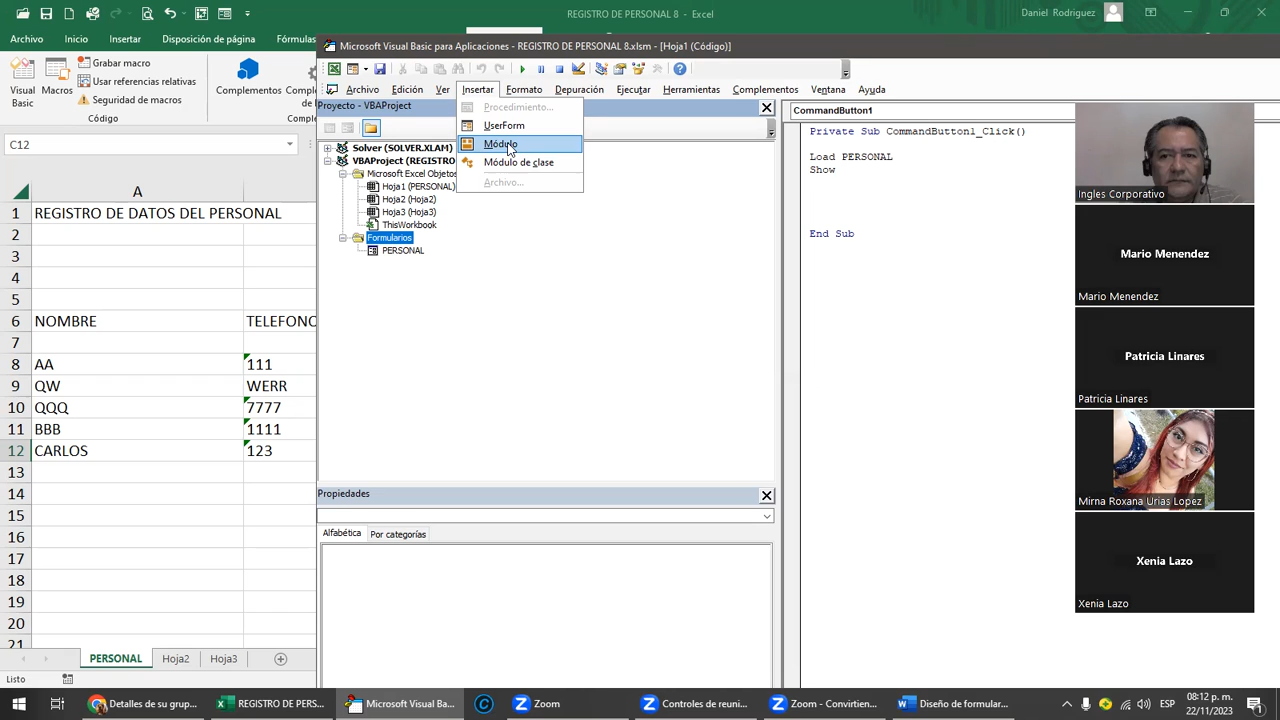 REGISTRO DE PERSONAL 8 - Excel
Daniel Rodriguez
Archivo Inicio Insertar Disposición de página Fórmulas
Microsoft Visual Basic para Aplicaciones - REGISTRO DE PERSONAL 8.xlsm - [Hoja1 (Código)]
Visual Basic
Macros
Grabar macro
Usar referencias relativas
Seguridad de macros
Código
Complementos
Archivo Edición Ver Insertar Formato Depuración Ejecutar Herramientas Complementos Ventana Ayuda
Proyecto - VBAProject
Procedimiento...
UserForm
Módulo
Módulo de clase
Archivo...
Solver (SOLVER.XLAM)
VBAProject (REGISTRO
Microsoft Excel Objetos
Hoja1 (PERSONAL)
Hoja2 (Hoja2)
Hoja3 (Hoja3)
ThisWorkbook
Formularios
PERSONAL
CommandButton1
Private Sub CommandButton1_Click()
Load PERSONAL
Show
End Sub
C12
A
1 REGISTRO DE DATOS DEL PERSONAL
2
3
4
5
6 NOMBRE TELEFONO
7
8 AA 111
9 QW WERR
10 QQQ 7777
11 BBB 1111
12 CARLOS 123
13
14
15
16
17
18
19
20
21
Propiedades
Alfabética Por categorías
PERSONAL Hoja2 Hoja3
Listo
Ingles Corporativo
Mario Menendez
Mario Menendez
Patricia Linares
Patricia Linares
Mirna Roxana Urias Lopez
Xenia Lazo
Xenia Lazo
Detalles de su grup...
REGISTRO DE PERS...
Microsoft Visual Bas...
Zoom
Controles de reuni...
Zoom - Convirtien...
Diseño de formular...
ESP
08:12 p. m.
22/11/2023